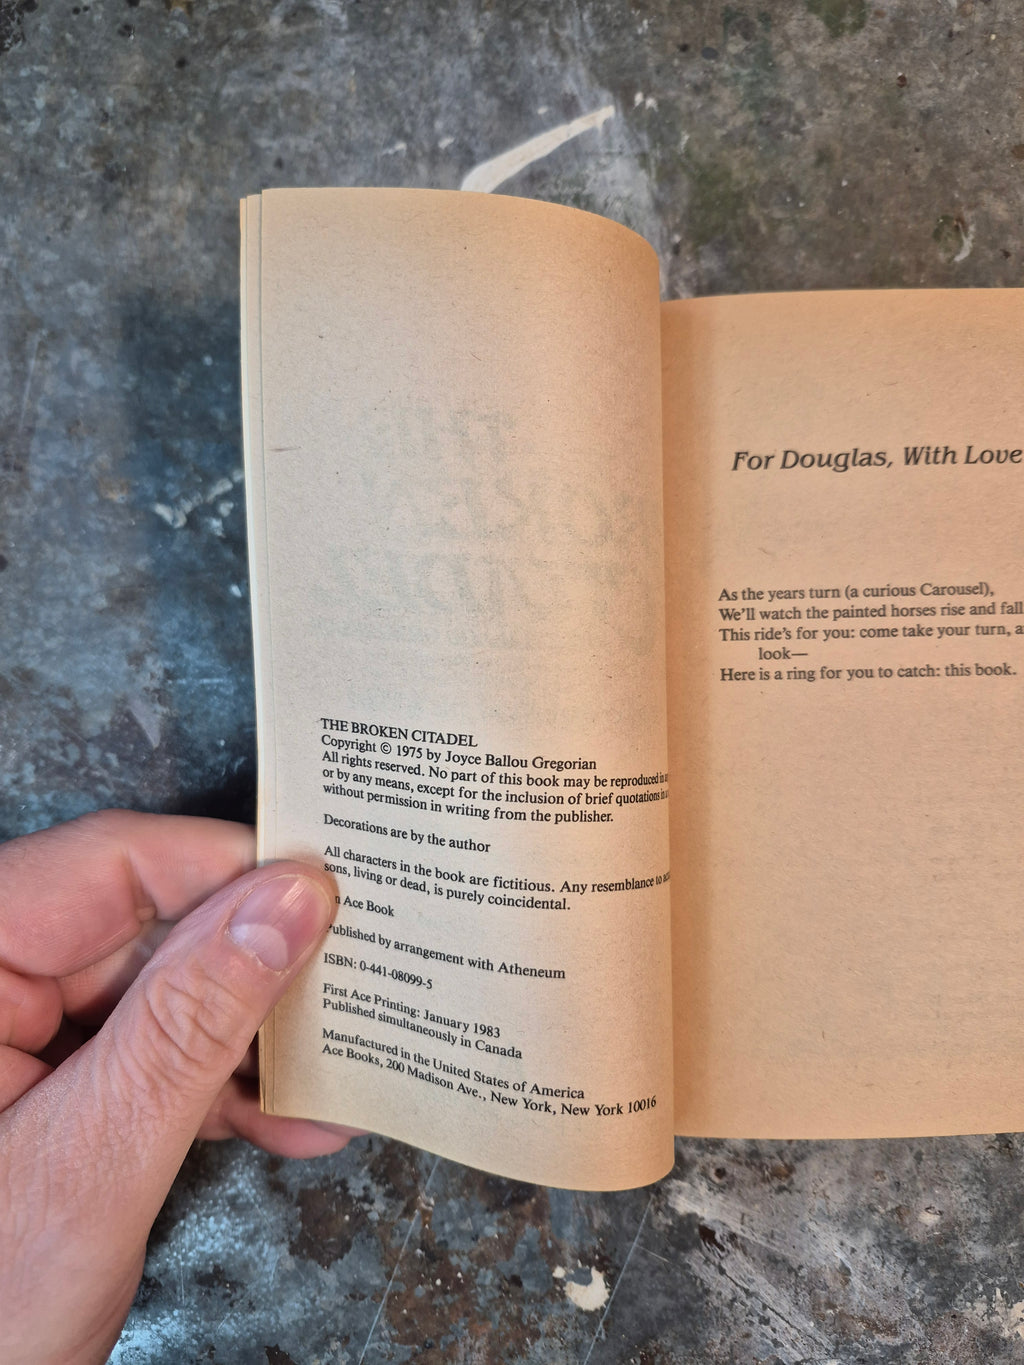 THE BROKEN CITADEL
Copyright © 1975 by Joyce Ballou Gregorian
All rights reserved. No part of this book may be reproduced in
or by any means, except for the inclusion of brief quotations in a
without permission in writing from the publisher.
Decorations are by the author
All characters in the book are fictitious. Any resemblance to
sons, living or dead, is purely coincidental.
Ace Book
Published by arrangement with Atheneum
ISBN: 0-441-08099-5
First Ace Printing: January 1983
Published simultaneously in Canada
Manufactured in the United States of America
Ace Books, 200 Madison Ave., New York, New York 10016
For Douglas, With Love
As the years turn (a curious Carousel),
We'll watch the painted horses rise and fall
This ride's for you: come take your turn,
look—
Here is a ring for you to catch: this book.